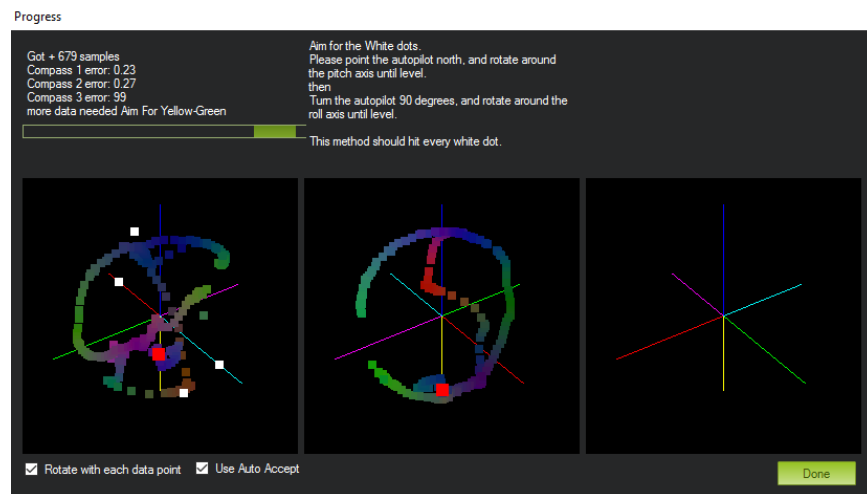 Progress
Got + 679 samples
Compass 1 error: 0.23
Compass 2 error: 0.27
Compass 3 error: 99
more data needed Aim For Yellow-Green
Aim for the White dots.
Please point the autopilot north, and rotate around
the pitch axis until level.
then
Turn the autopilot 90 degrees, and rotate around the
roll axis until level.
This method should hit every white dot.
Rotate with each data point
Use Auto Accept
Done